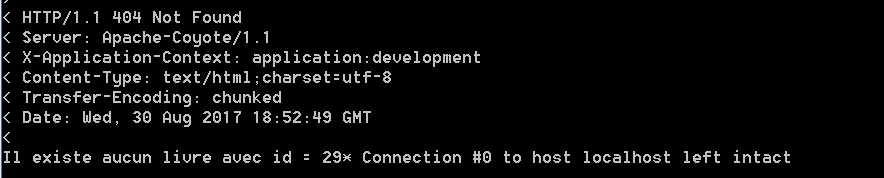 < HTTP/1.1 404 Not Found
< Server: Apache-Coyote/1.1
< X-Application-Context: application:development
< Content-Type: text/html;charset=utf-8
< Transfer-Encoding: chunked
< Date: Wed, 30 Aug 2017 18:52:49 GMT
<
Il existe aucun livre avec id = 29* Connection #0 to host localhost left intact